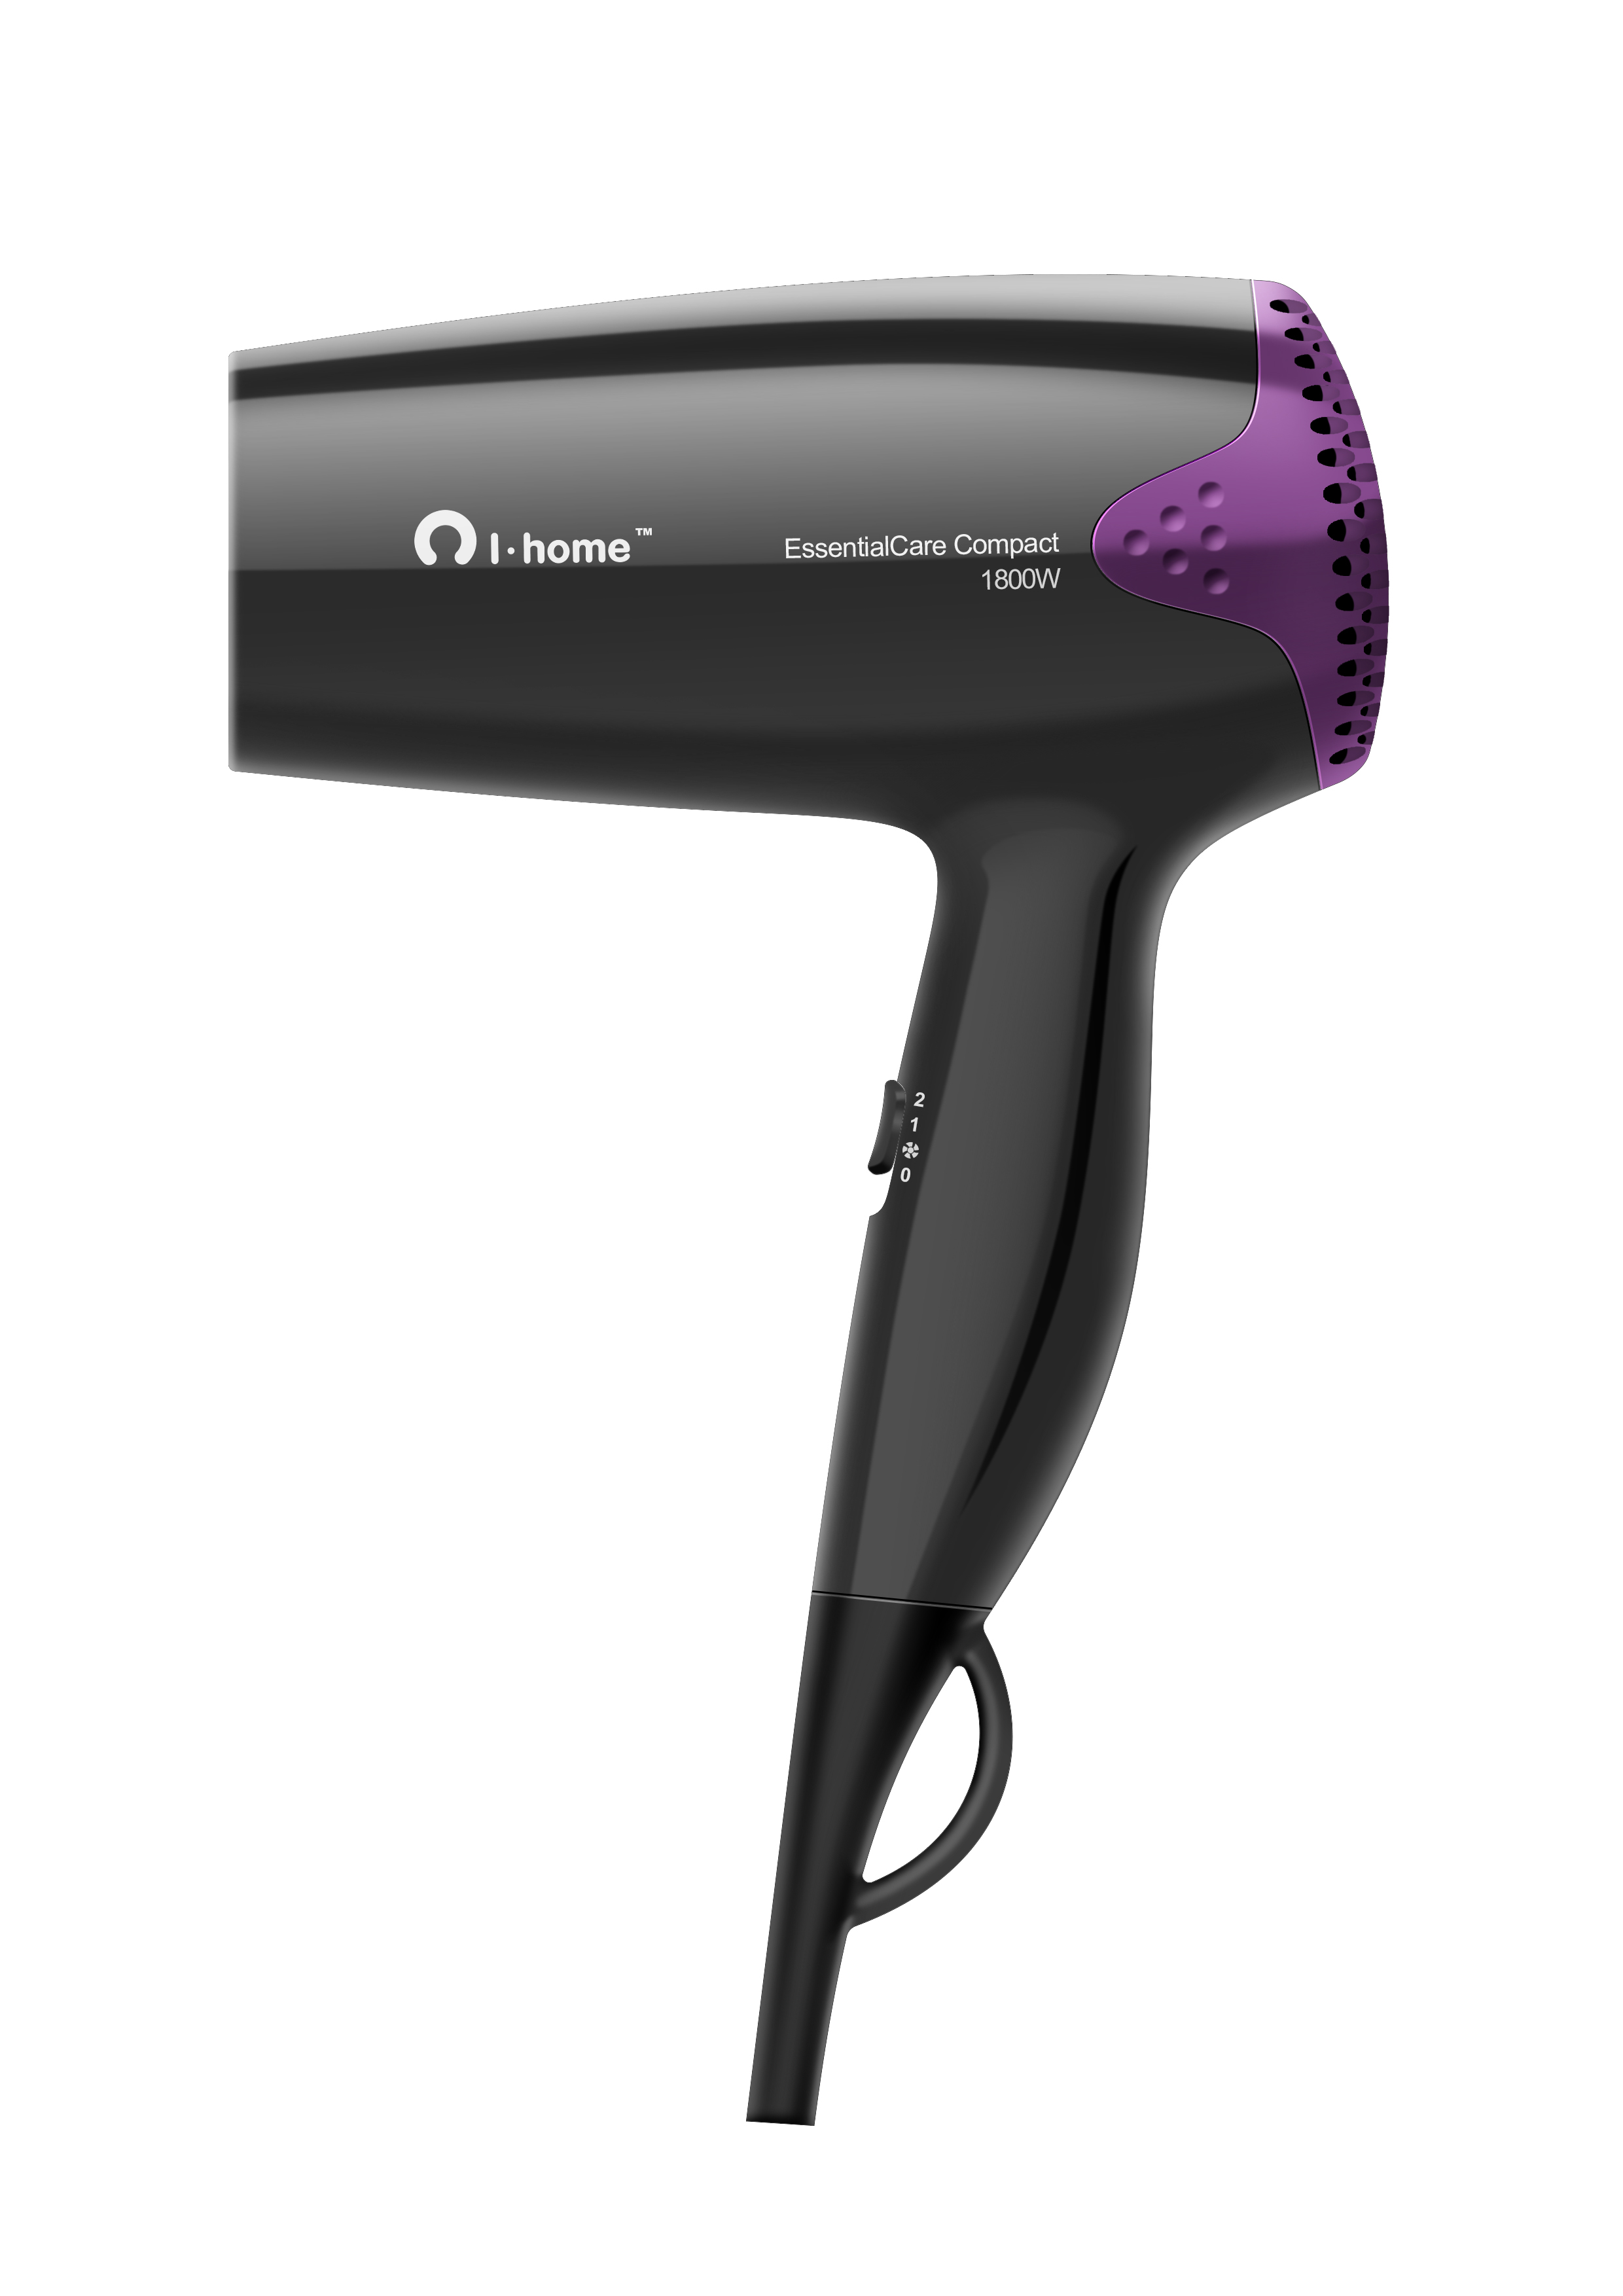 I·home™
EssentialCare Compact
1800W
2
1
0